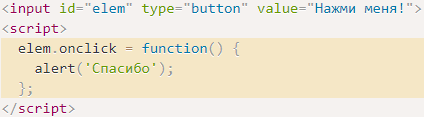 <input id="elem" type="button" value="Нажми меня!">
<script>
  elem.onclick = function() {
    alert('Спасибо');
  };
</script>